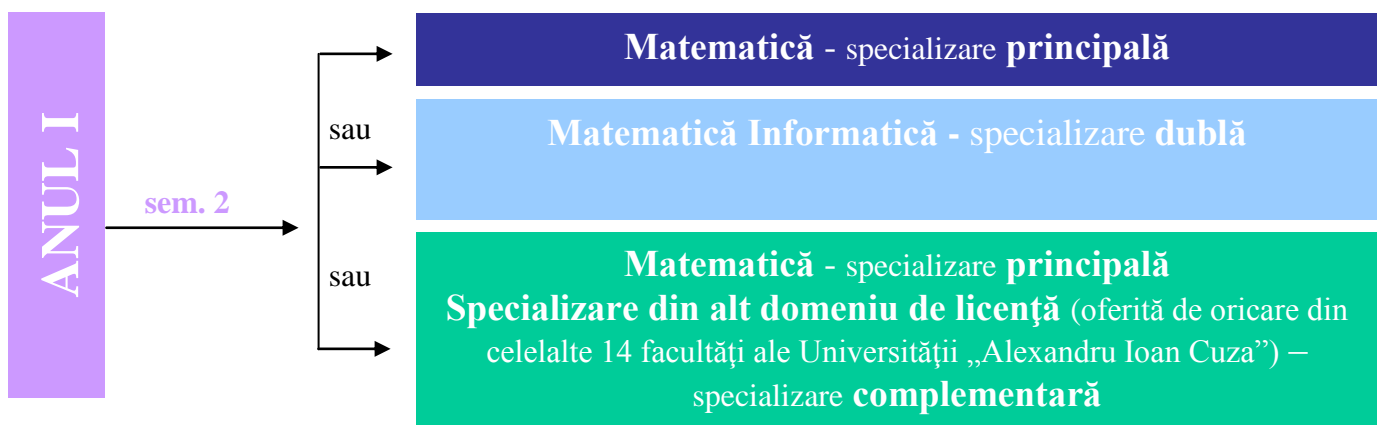 ANUL I
sem. 2
sau
sau
Matematică - specializare principală
Matematică Informatică - specializare dublă
Matematică - specializare principală
Specializare din alt domeniu de licenţă (oferită de oricare din
celelalte 14 facultăţi ale Universităţii „Alexandru Ioan Cuza”) –
specializare complementară